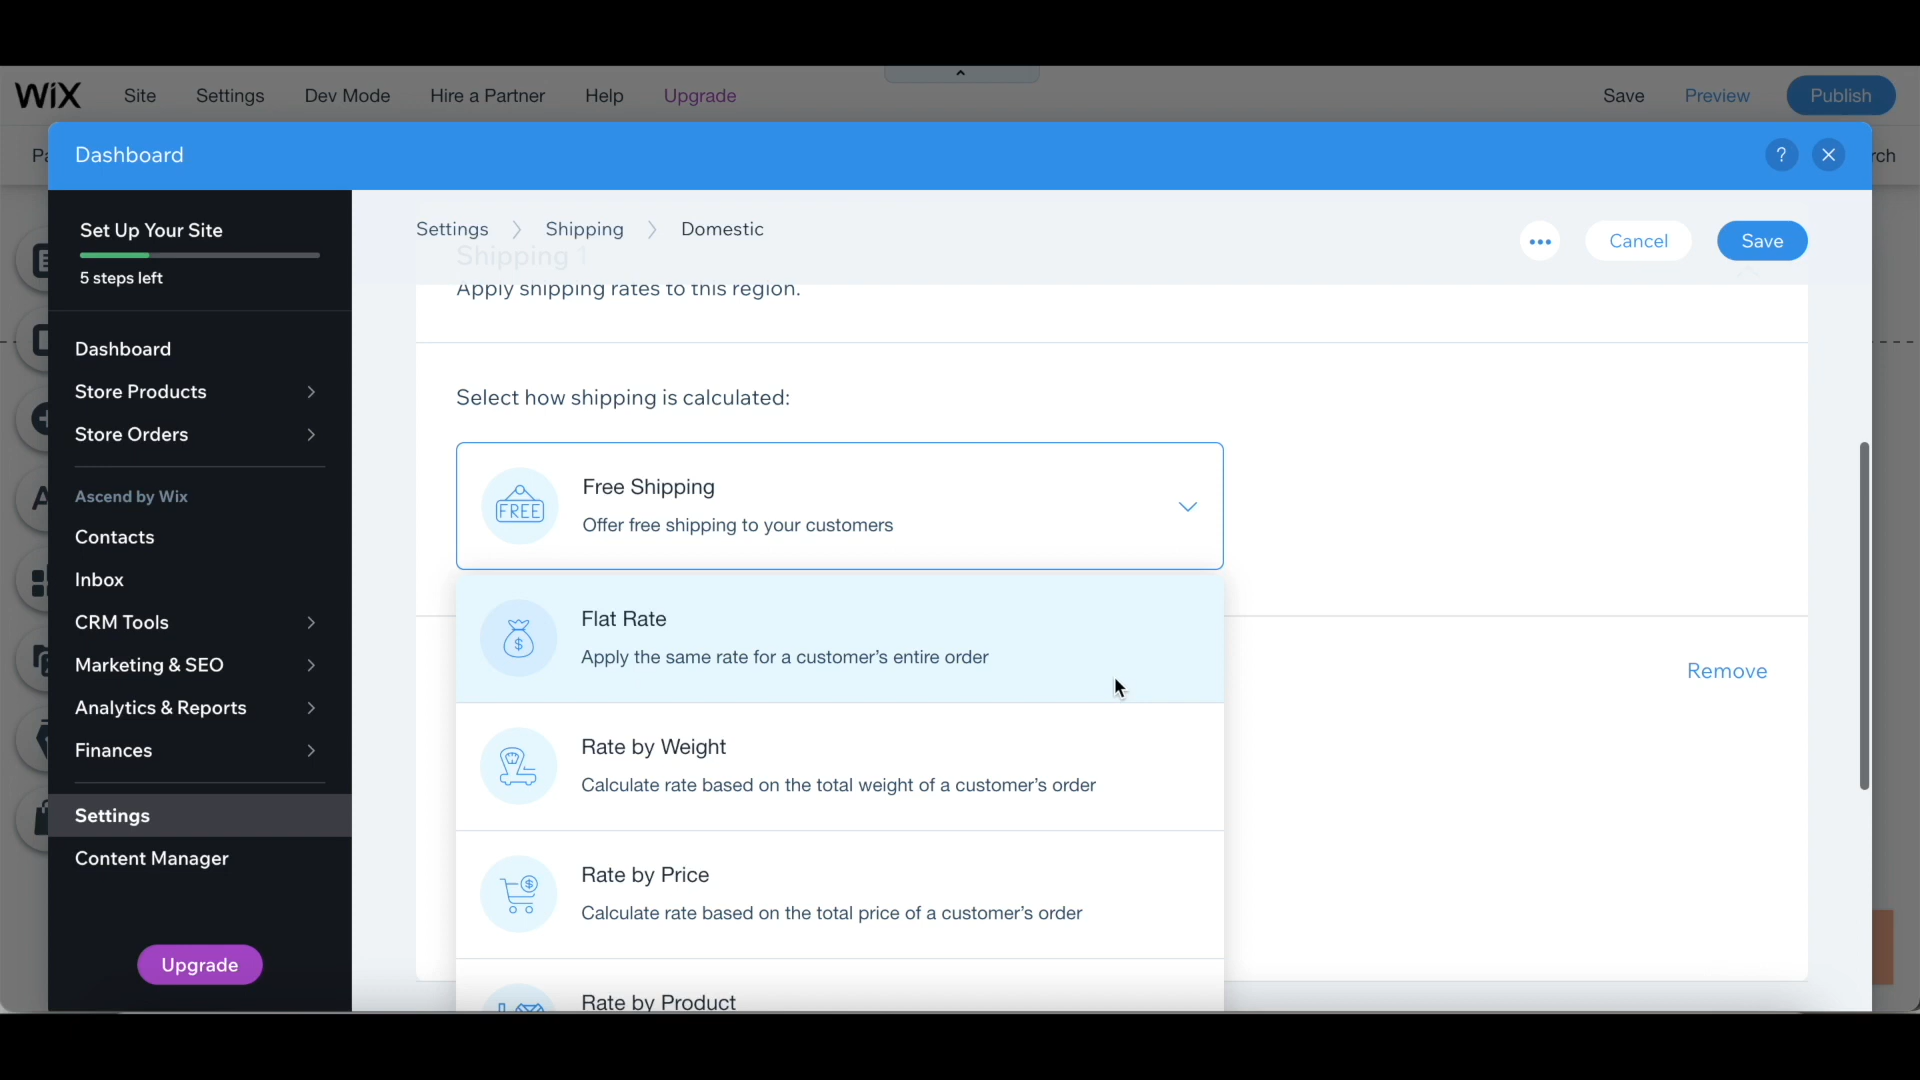 WiX Site Settings Dev Mode Hire a Partner Help Upgrade Save Preview Publish
Dashboard ?
Set Up Your Site
5 steps left
Dashboard
Store Products
Store Orders
Ascend by Wix
Contacts
Inbox
CRM Tools
Marketing & SEO
Analytics & Reports
Finances
Settings
Content Manager
Upgrade
Settings Shipping Domestic
Cancel Save
Shipping 1
Apply shipping rates to this region.
Select how shipping is calculated:
FREE
Free Shipping
Offer free shipping to your customers
Flat Rate
Apply the same rate for a customer’s entire order
Remove
Rate by Weight
Calculate rate based on the total weight of a customer’s order
Rate by Price
Calculate rate based on the total price of a customer’s order
Rate by Product